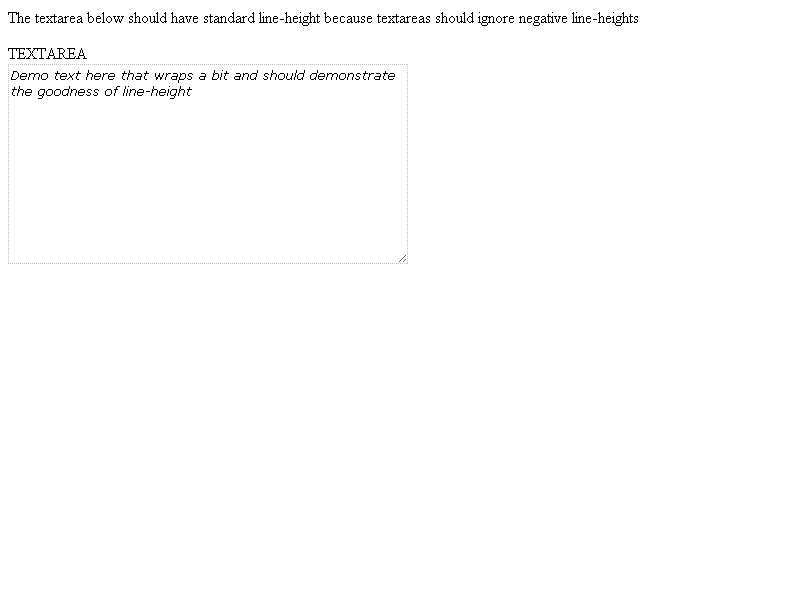 The textarea below should have standard line-height because textareas should ignore negative line-heights
TEXTAREA
Demo text here that wraps a bit and should demonstrate
the goodness of line-height